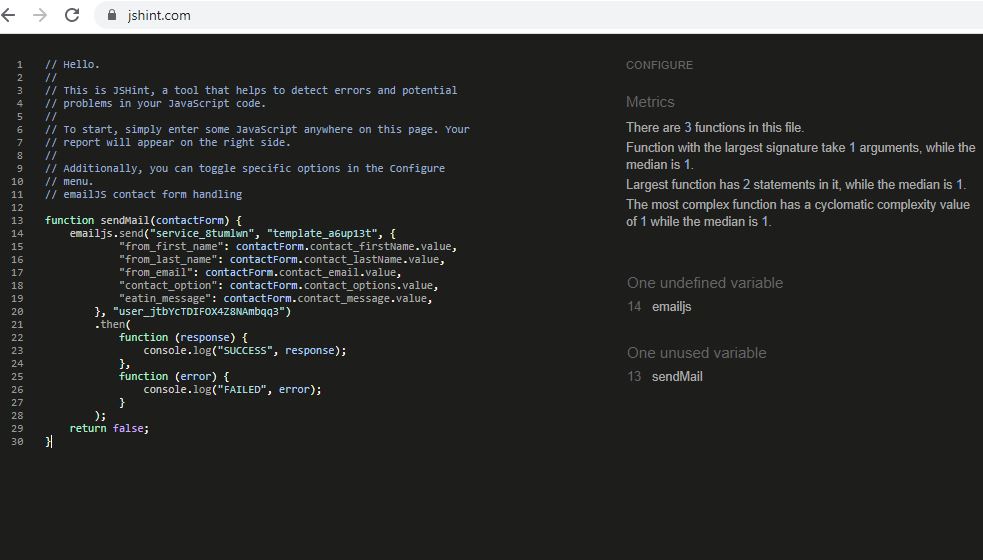 jshint.com
1 // Hello.
2 //
3 // This is JSHint, a tool that helps to detect errors and potential
4 // problems in your JavaScript code.
5 //
6 // To start, simply enter some JavaScript anywhere on this page. Your
7 // report will appear on the right side.
8 //
9 // Additionally, you can toggle specific options in the Configure
10 // menu.
11 // emailJS contact form handling
12
13 function sendMail(contactForm) {
14 emailjs.send("service_8tumlwn", "template_a6up13t", {
15 "from_first_name": contactForm.contact_firstName.value,
16 "from_last_name": contactForm.contact_lastName.value,
17 "from_email": contactForm.contact_email.value,
18 "contact_option": contactForm.contact_options.value,
19 "eatin_message": contactForm.contact_message.value,
20 }, "user_jtbYcTDIFOX4Z8NAmbqq3")
21 .then(
22 function (response) {
23 console.log("SUCCESS", response);
24 },
25 function (error) {
26 console.log("FAILED", error);
27 }
28 );
29 return false;
30 }
CONFIGURE
Metrics
There are 3 functions in this file.
Function with the largest signature take 1 arguments, while the
median is 1.
Largest function has 2 statements in it, while the median is 1.
The most complex function has a cyclomatic complexity value
of 1 while the median is 1.
One undefined variable
14 emailjs
One unused variable
13 sendMail